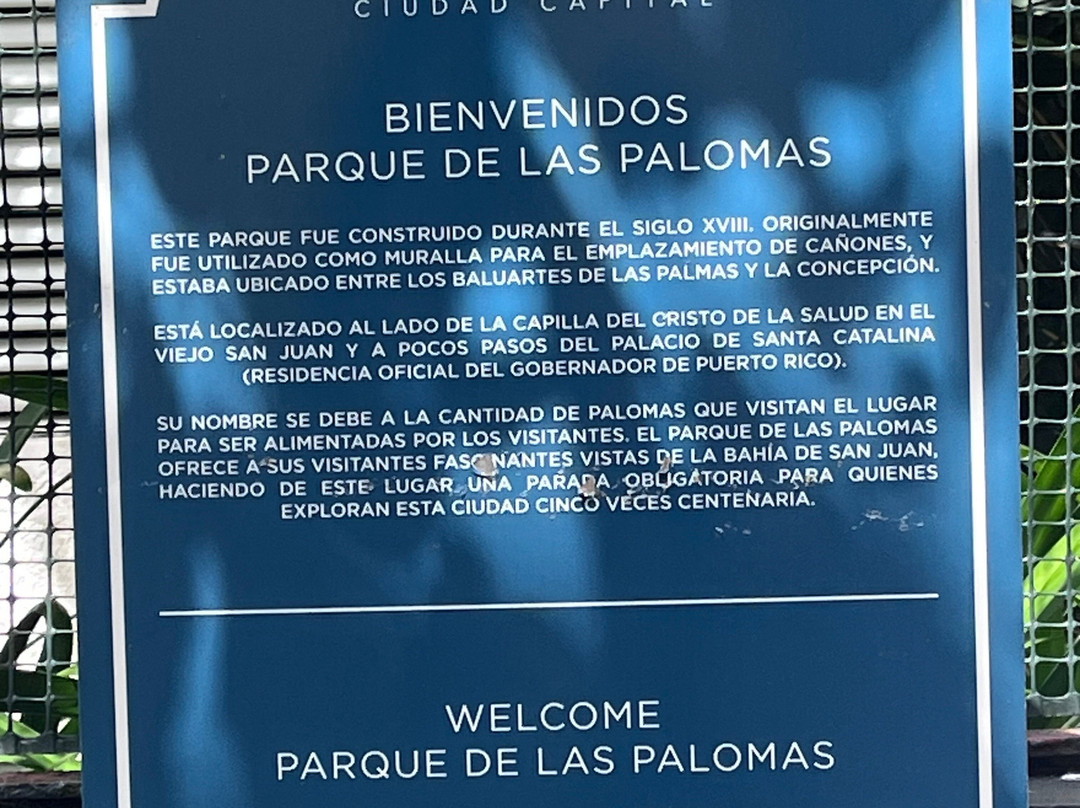 CIUDAD CAPITAL
BIENVENIDOS
PARQUE DE LAS PALOMAS
ESTE PARQUE FUE CONSTRUIDO DURANTE EL SIGLO XVIII. ORIGINALMENTE
FUE UTILIZADO COMO MURALLA PARA EL EMPLAZAMIENTO DE CAÑONES, Y
ESTABA UBICADO ENTRE LOS BALUARTES DE LAS PALMAS Y LA CONCEPCIÓN.
ESTÁ LOCALIZADO AL LADO DE LA CAPILLA DEL CRISTO DE LA SALUD EN EL
VIEJO SAN JUAN Y A POCOS PASOS DEL PALACIO DE SANTA CATALINA
(RESIDENCIA OFICIAL DEL GOBERNADOR DE PUERTO RICO).
SU NOMBRE SE DEBE A LA CANTIDAD DE PALOMAS QUE VISITAN EL LUGAR
PARA SER ALIMENTADAS POR LOS VISITANTES. EL PARQUE DE LAS PALOMAS
OFRECE A SUS VISITANTES FASCINANTES VISTAS DE LA BAHÍA DE SAN JUAN,
HACIENDO DE ESTE LUGAR UNA PARADA OBLIGATORIA PARA QUIENES
EXPLORAN ESTA CIUDAD CINCO VECES CENTENARIA.
WELCOME
PARQUE DE LAS PALOMAS